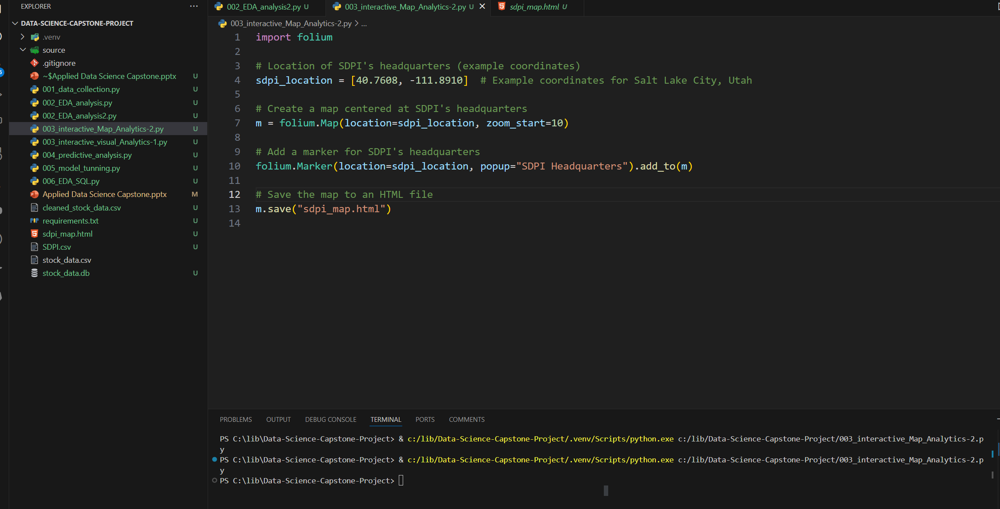 EXPLORER
DATA-SCIENCE-CAPSTONE-PROJECT
.venv
source
.gitignore
~$Applied Data Science Capstone.pptx U
001_data_collection.py U
002_EDA_analysis.py U
002_EDA_analysis2.py U
003_interactive_Map_Analytics-2.py U
003_interactive_visual_Analytics-1.py U
004_predictive_analysis.py U
005_model_tunning.py U
006_EDA_SQL.py U
Applied Data Science Capstone.pptx M
cleaned_stock_data.csv U
requirements.txt U
sdpi_map.html U
SDPI.csv U
stock_data.csv
stock_data.db U
002_EDA_analysis2.py U
003_interactive_Map_Analytics-2.py U
sdpi_map.html U
003_interactive_Map_Analytics-2.py > ...
1 import folium
2
3 # Location of SDPI's headquarters (example coordinates)
4 sdpi_location = [40.7608, -111.8910]  # Example coordinates for Salt Lake City, Utah
5
6 # Create a map centered at SDPI's headquarters
7 m = folium.Map(location=sdpi_location, zoom_start=10)
8
9 # Add a marker for SDPI's headquarters
10 folium.Marker(location=sdpi_location, popup="SDPI Headquarters").add_to(m)
11
12 # Save the map to an HTML file
13 m.save("sdpi_map.html")
14
PROBLEMS OUTPUT DEBUG CONSOLE TERMINAL PORTS COMMENTS
PS C:\lib\Data-Science-Capstone-Project> & c:/lib/Data-Science-Capstone-Project/.venv/Scripts/python.exe c:/lib/Data-Science-Capstone-Project/003_interactive_Map_Analytics-2.p
y
PS C:\lib\Data-Science-Capstone-Project> & c:/lib/Data-Science-Capstone-Project/.venv/Scripts/python.exe c:/lib/Data-Science-Capstone-Project/003_interactive_Map_Analytics-2.p
y
PS C:\lib\Data-Science-Capstone-Project>